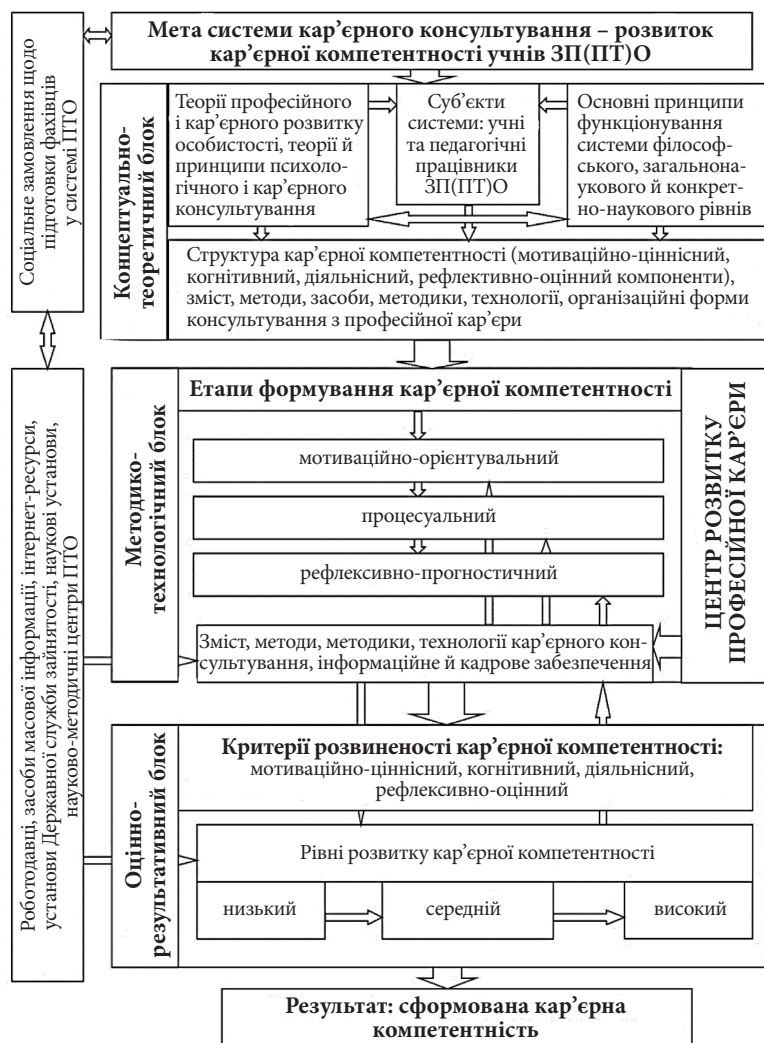 Мета системи кар’єрного консультування – розвиток
кар’єрної компетентності учнів ЗП(ПТ)О
Соціальне замовлення щодо
підготовки фахівців
у системі ПТО
Концептуально-
теоретичний блок
Теорії професійного
і кар’єрного розвитку
особистості, теорії й
принципи психоло-
гічного і кар’єрного
консультування
Суб’єкти
системи: учні
та педагогічні
працівники
ЗП(ПТ)О
Основні принципи
функціонування
системи філософ-
ського, загальнона-
укового й конкрет-
но-наукового рівнів
Структура кар’єрної компетентності (мотиваційно-ціннісний,
когнітивний, діяльнісний, рефлективно-оцінний компоненти),
зміст, методи, засоби, методики, технології, організаційні форми
консультування з професійної кар’єри
Роботодавці, засоби масової інформації, інтернет-ресурси,
установи Державної служби зайнятості, наукові установи,
науково-методичні центри ПТО
Методико-
технологічний блок
Етапи формування кар’єрної компетентності
мотиваційно-орієнтувальний
процесуальний
рефлексивно-прогностичний
Зміст, методи, методики, технології кар’єрного кон-
сультування, інформаційне й кадрове забезпечення
ЦЕНТР РОЗВИТКУ
ПРОФЕСІЙНОЇ КАР’ЄРИ
Оцінно-
результативний блок
Критерії розвиненості кар’єрної компетентності:
мотиваційно-ціннісний, когнітивний, діяльнісний,
рефлективно-оцінний
Рівні розвитку кар’єрної компетентності
низький
середній
високий
Результат: сформована кар’єрна
компетентність